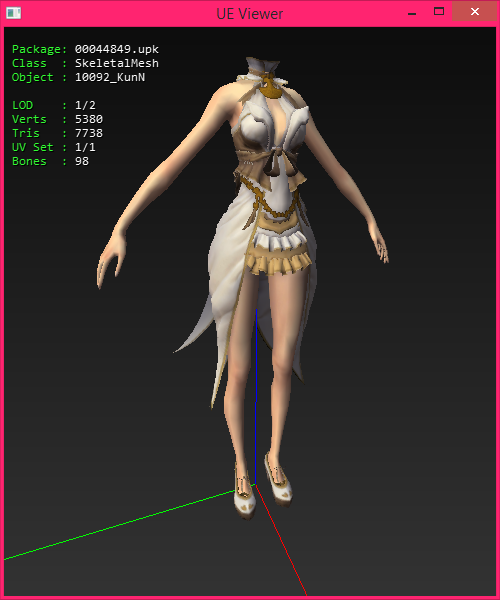 UE Viewer
Package: 00044849.upk
Class : SkeletalMesh
Object : 10092_KunN
LOD : 1/2
Verts : 5380
Tris : 7738
UV Set : 1/1
Bones : 98